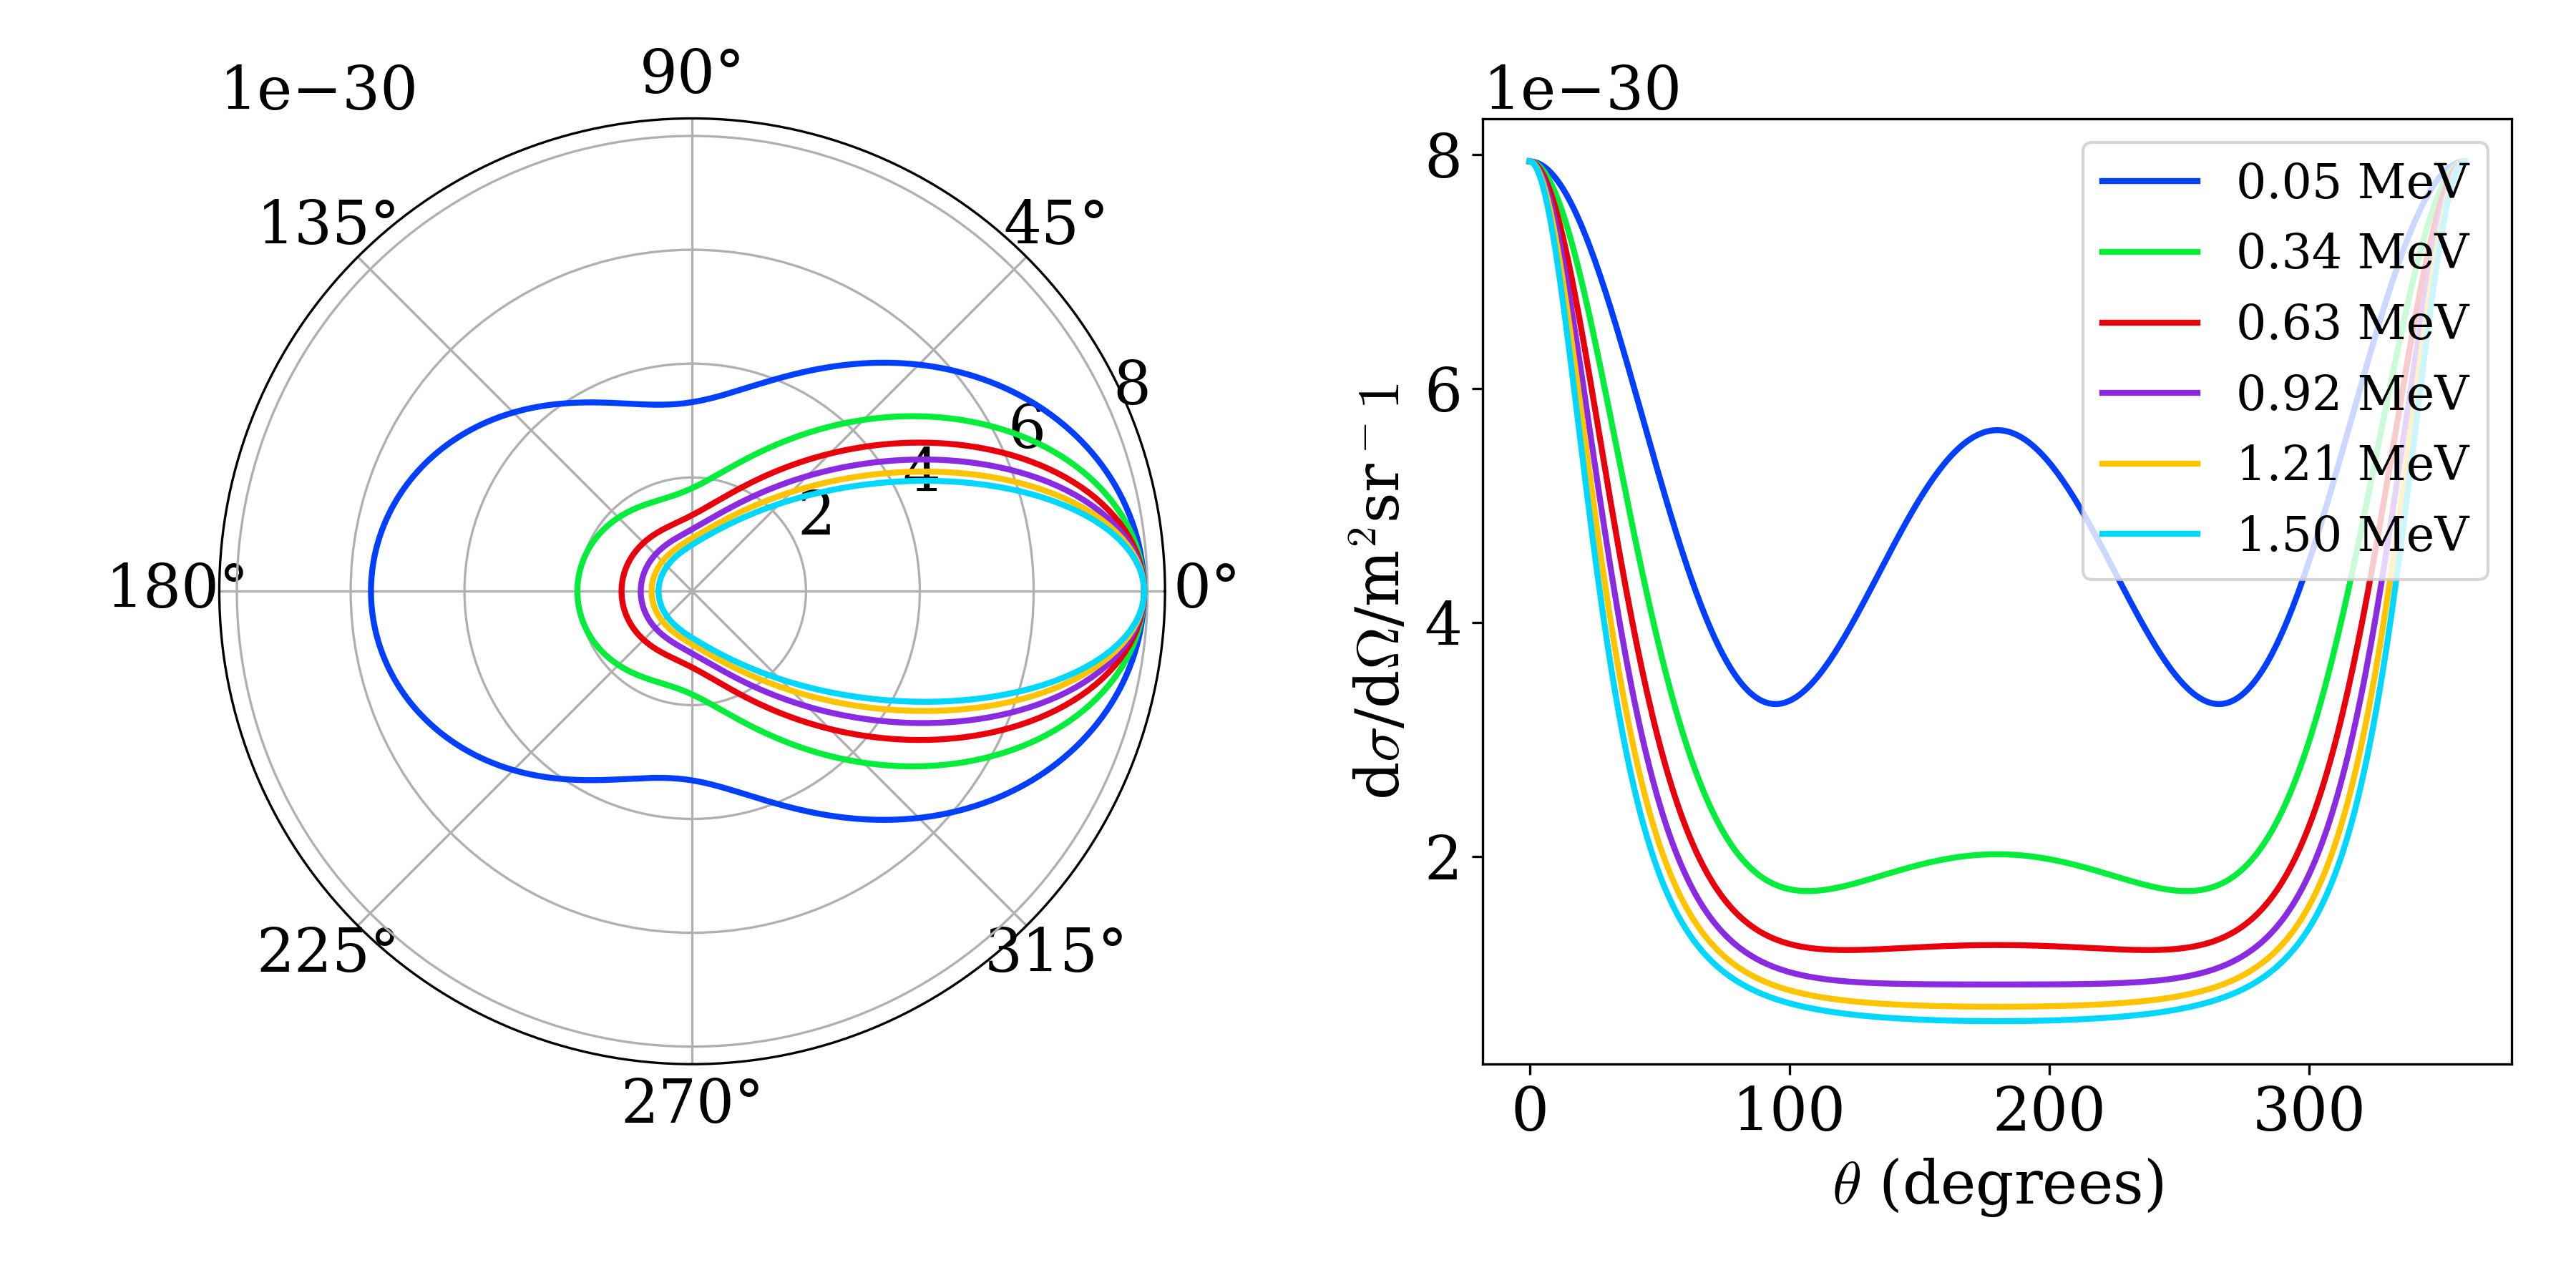 1e−30
90°
135°
45°
180°
0°
225°
315°
270°
2
4
6
8
1e−30
8
6
4
2
dσ/dΩ/m²sr⁻1
0
100
200
300
θ (degrees)
0.05 MeV
0.34 MeV
0.63 MeV
0.92 MeV
1.21 MeV
1.50 MeV